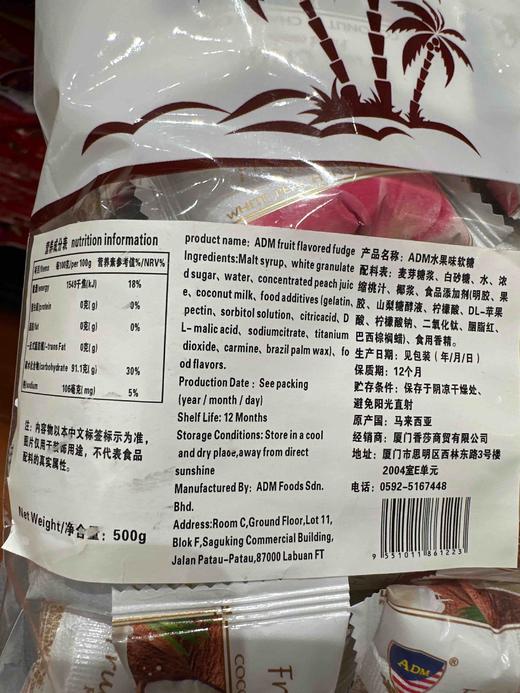 WHITE PE
营养成分表 nutrition information
项目items 每100克/per 100g 营养素参考值%/NRV%
能量energy 1549千焦(kJ) 18%
蛋白质protein 0克(g) 0%
脂肪fat 0克(g) 0%
-反式脂肪(-trans Fat) 0克(g)
碳水化合物(carbohydrate 91.1克(g) 30%
钠sodium 106毫克(mg) 5%
注：内容物以本中文标签标示为准，
图片仅用于装饰用途，不代表食品
配料的真实属性。
Net Weight/净含量： 500g
product name: ADM fruit flavored fudge
Ingredients:Malt syrup, white granulate
d sugar, water, concentrated peach juic
e, coconut milk, food additives (gelatin,
pectin, sorbitol solution, citricacid, D
L- malic acid, sodiumcitrate, titanium
dioxide, carmine, brazil palm wax), fo
od flavors.
Production Date : See packing
(year / month / day)
Shelf Life: 12 Months
Storage Conditions: Store in a cool
and dry place,away from direct
sunshine
Manufactured By: ADM Foods Sdn.
Bhd.
Address:Room C,Ground Floor,Lot 11,
Blok F,Saguking Commercial Building,
Jalan Patau-Patau,87000 Labuan FT
产品名称：ADM水果味软糖
配料表：麦芽糖浆、白砂糖、水、浓
缩桃汁、椰浆、食品添加剂(明胶、果
胶、山梨糖醇液、柠檬酸、DL-苹果
酸、柠檬酸钠、二氧化钛、胭脂红、
巴西棕榈蜡)、食用香精。
生产日期：见包装（年/月/日）
保质期：12个月
贮存条件：保存于阴凉干燥处、
避免阳光直射
原产国：马来西亚
经销商：厦门香莎商贸有限公司
地址：厦门市思明区西林东路3号楼
2004室E单元
电话：0592-5167448
9 551011 861223
COCO
ADM
®